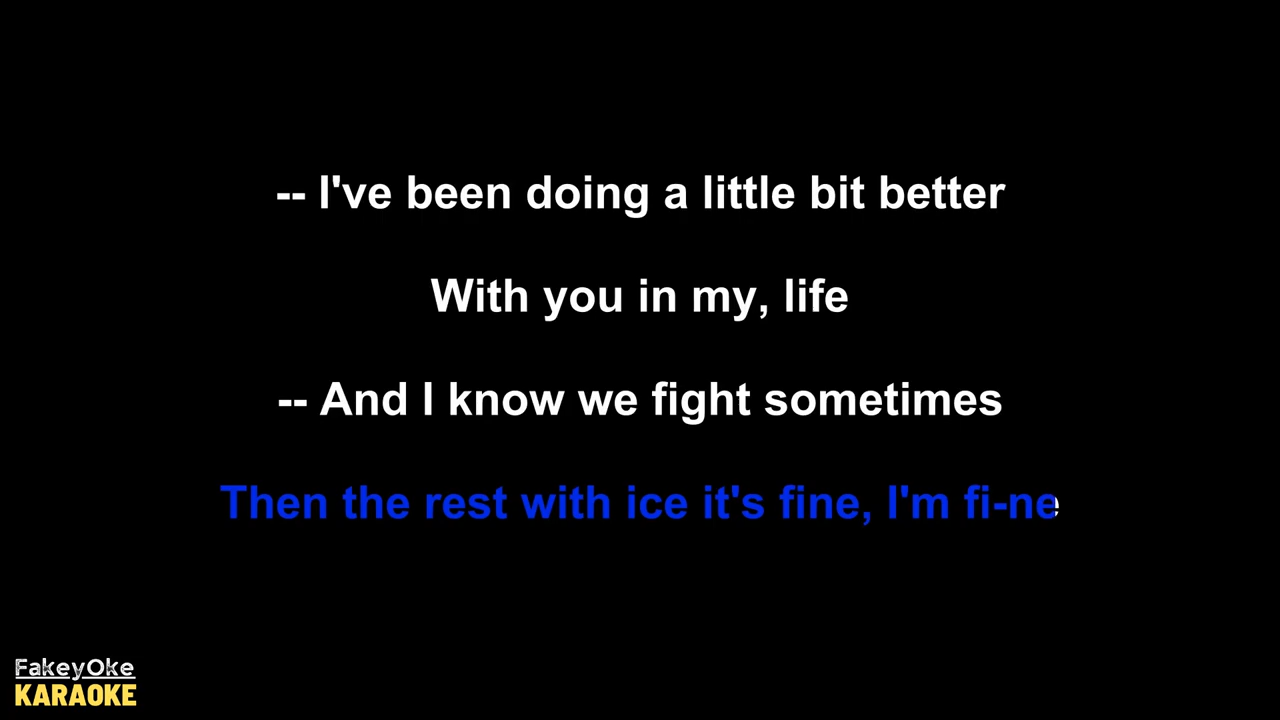 -- I've been doing a little bit better
With you in my, life
-- And I know we fight sometimes
Then the rest with ice it's fine, I'm fi-ne
FakeyOke
KARAOKE